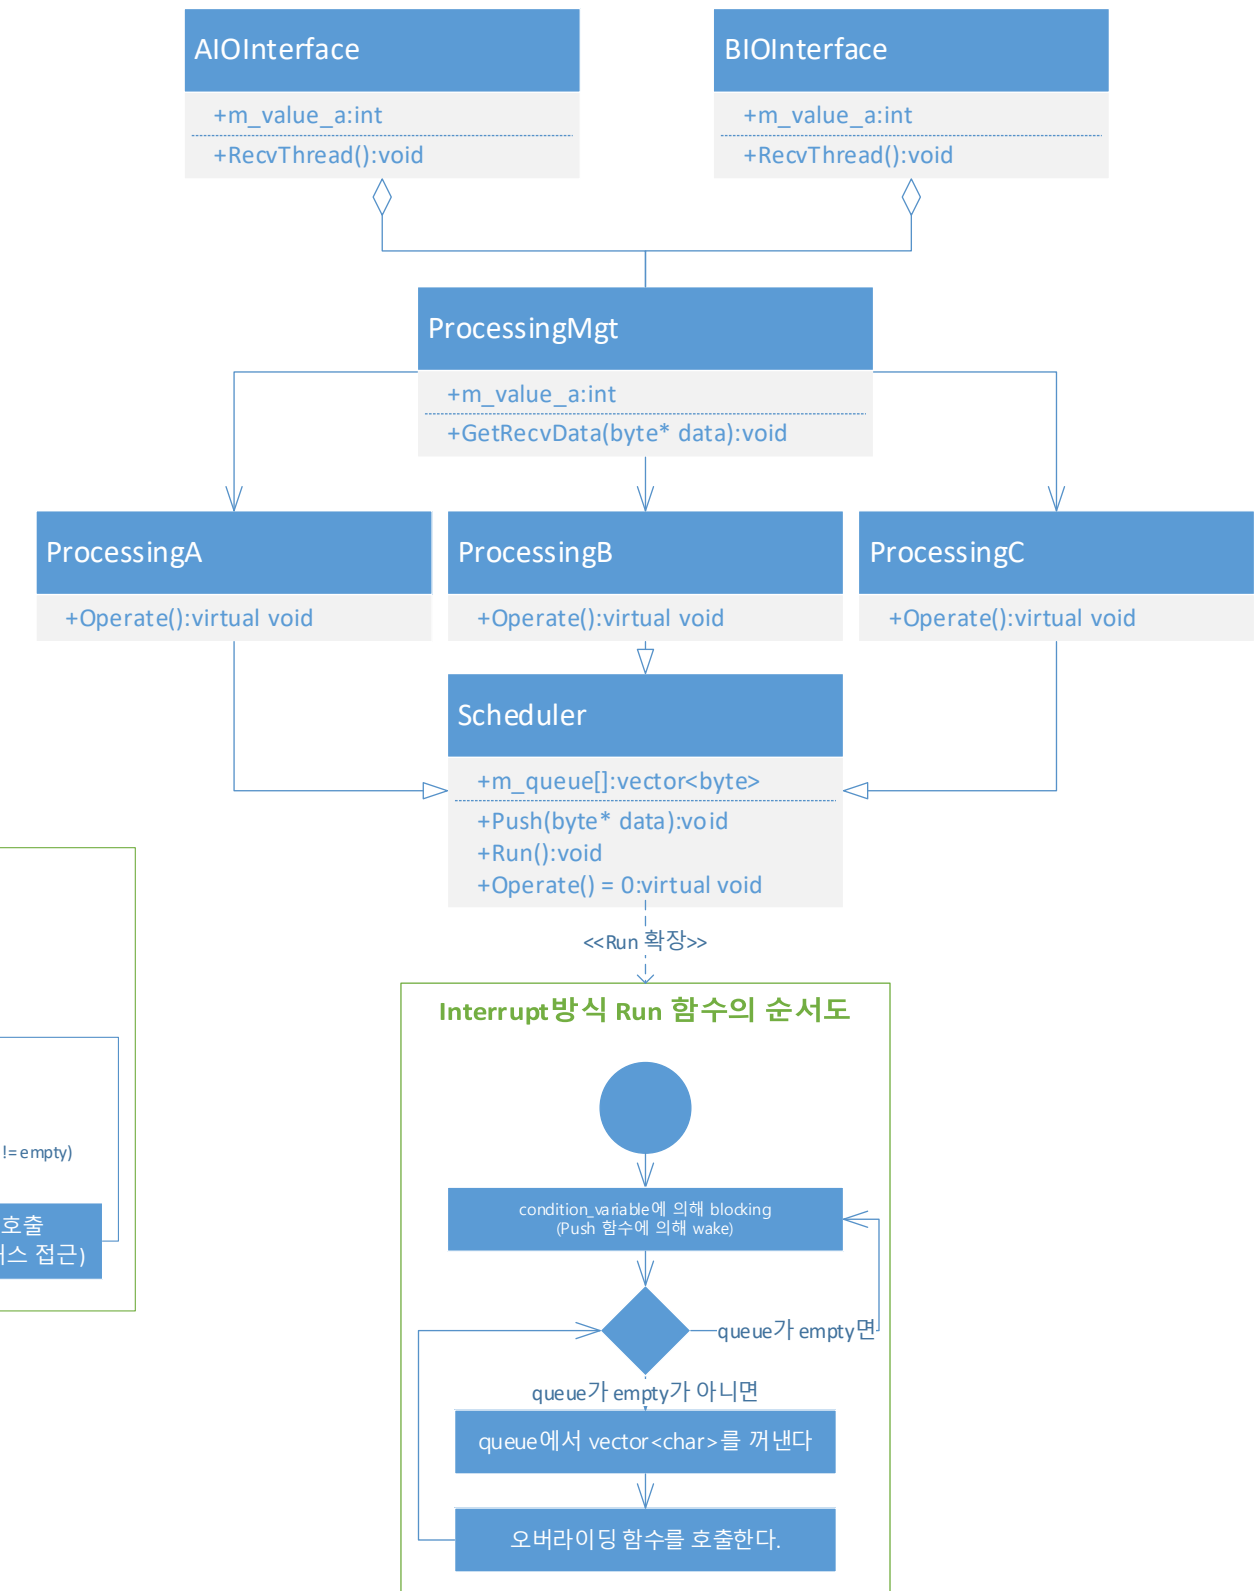 AIOInterface
+m_value_a:int
+RecvThread():void
BIOInterface
+m_value_a:int
+RecvThread():void
ProcessingMgt
+m_value_a:int
+GetRecvData(byte* data):void
ProcessingA
+Operate():virtual void
ProcessingB
+Operate():virtual void
ProcessingC
+Operate():virtual void
Scheduler
+m_queue[]:vector<byte>
+Push(byte* data):void
+Run():void
+Operate() = 0:virtual void
<<Run 확장>>
!= empty)
호출
접근)
Interrupt방식 Run 함수의 순서도
condition_variable에 의해 blocking
(Push 함수에 의해 wake)
queue가 empty면
queue가 empty가 아니면
queue에서 vector<char>를 꺼낸다
오버라이딩 함수를 호출한다.